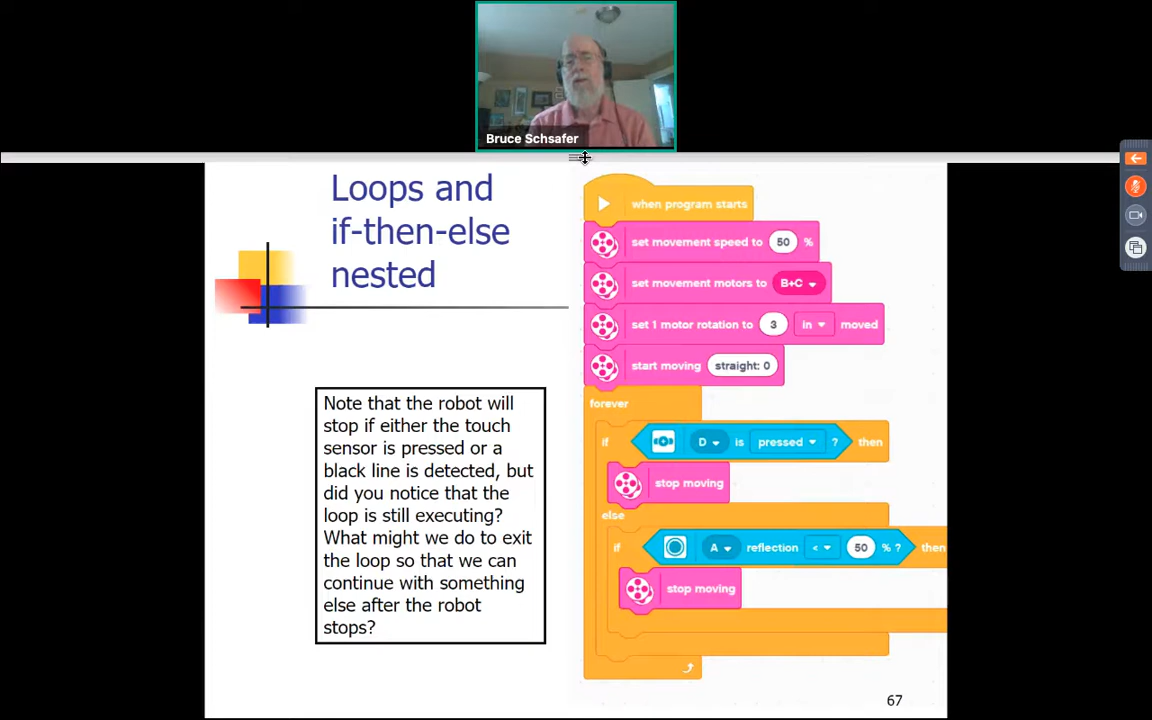 Bruce Schsafer
Loops and
if-then-else
nested
Note that the robot will
stop if either the touch
sensor is pressed or a
black line is detected, but
did you notice that the
loop is still executing?
What might we do to exit
the loop so that we can
continue with something
else after the robot
stops?
when program starts
set movement speed to 50 %
set movement motors to B+C
set 1 motor rotation to 3 in moved
start moving straight: 0
forever
if D is pressed ? then
stop moving
else
if A reflection < 50 % ? then
stop moving
67